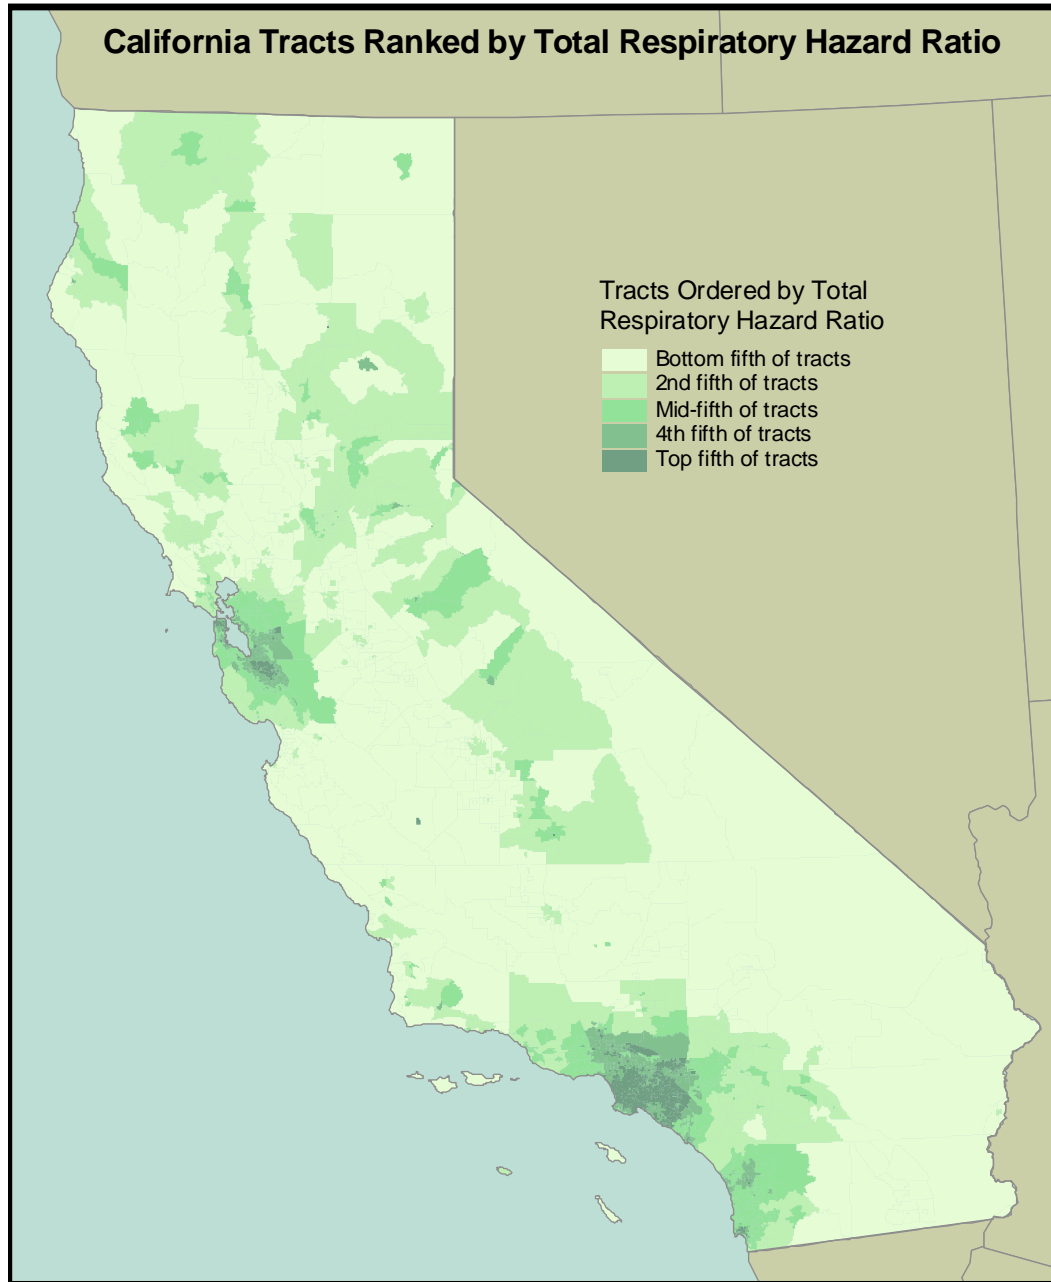 California Tracts Ranked by Total Respiratory Hazard Ratio
Tracts Ordered by Total
Respiratory Hazard Ratio
Bottom fifth of tracts
2nd fifth of tracts
Mid-fifth of tracts
4th fifth of tracts
Top fifth of tracts